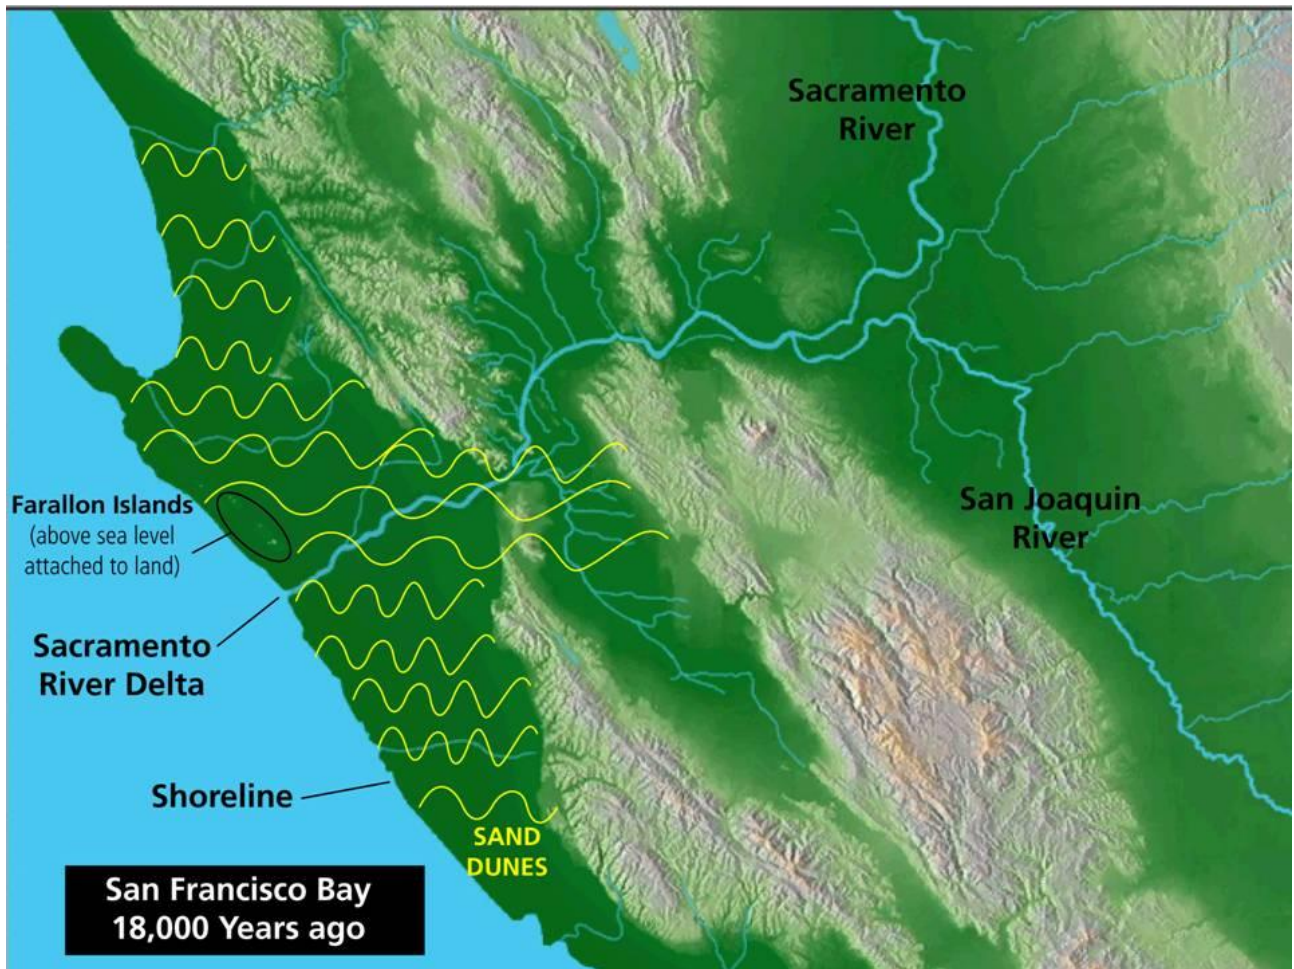 Sacramento
River
Farallon Islands
(above sea level
attached to land)
San Joaquin
River
Sacramento
River Delta
Shoreline
SAND
DUNES
San Francisco Bay
18,000 Years ago